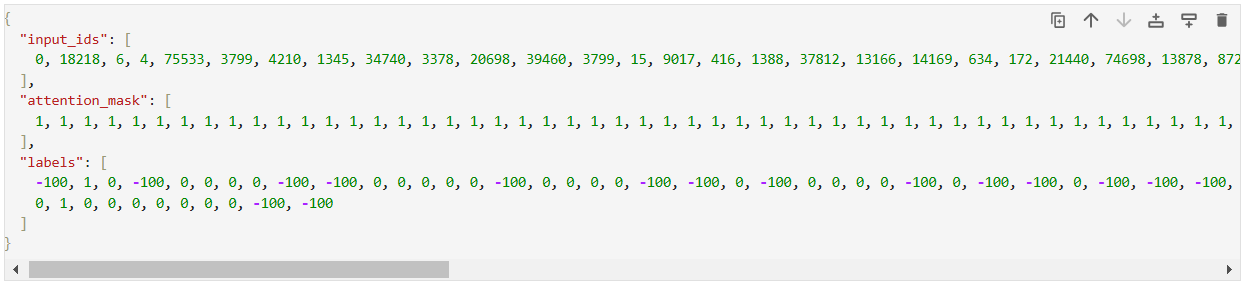 {
"input_ids": [
0, 18218, 6, 4, 75533, 3799, 4210, 1345, 34740, 3378, 20698, 39460, 3799, 15, 9017, 416, 1388, 37812, 13166, 14169, 634, 172, 21440, 74698, 13878, 872
],
"attention_mask": [
1, 1, 1, 1, 1, 1, 1, 1, 1, 1, 1, 1, 1, 1, 1, 1, 1, 1, 1, 1, 1, 1, 1, 1, 1, 1, 1, 1, 1, 1, 1, 1, 1, 1, 1, 1, 1, 1, 1, 1, 1, 1, 1, 1, 1, 1, 1, 1, 1, 1,
],
"labels": [
-100, 1, 0, -100, 0, 0, 0, 0, -100, -100, 0, 0, 0, 0, 0, -100, 0, 0, 0, 0, -100, -100, 0, -100, 0, 0, 0, 0, -100, 0, -100, -100, 0, -100, -100, -100,
0, 1, 0, 0, 0, 0, 0, 0, 0, -100, -100
]
}